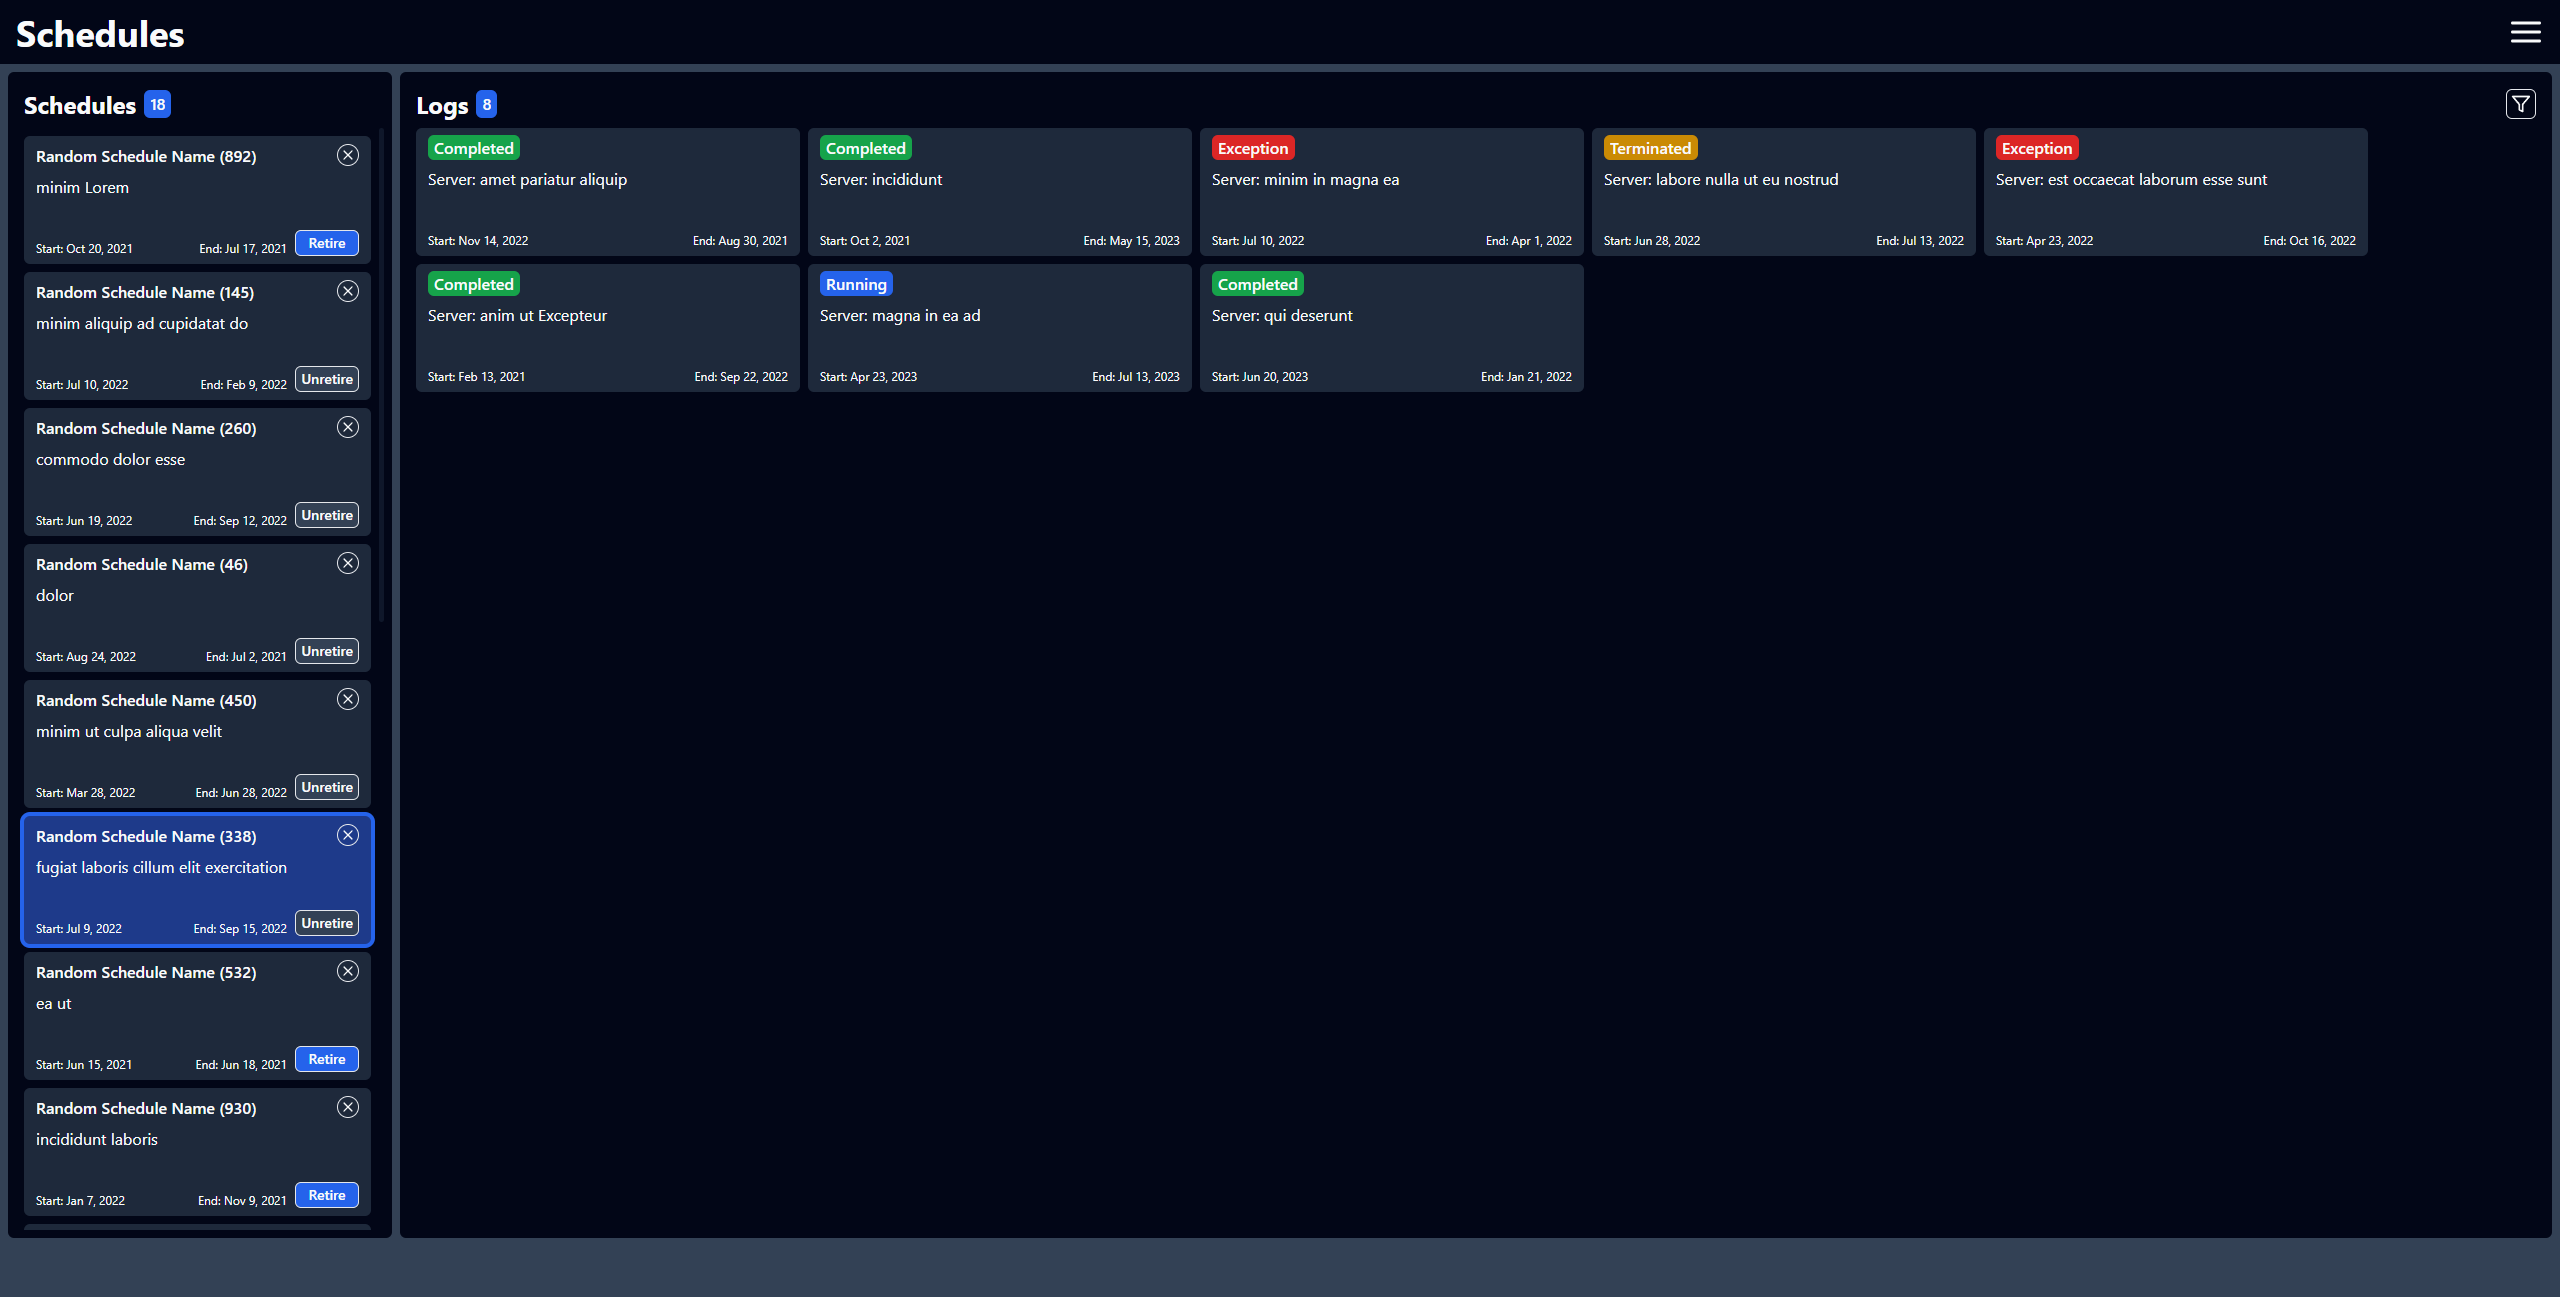 Schedules
Schedules 18
Random Schedule Name (892)
minim Lorem
Start: Oct 20, 2021 End: Jul 17, 2021 Retire
Random Schedule Name (145)
minim aliquip ad cupidatat do
Start: Jul 10, 2022 End: Feb 9, 2022 Unretire
Random Schedule Name (260)
commodo dolor esse
Start: Jun 19, 2022 End: Sep 12, 2022 Unretire
Random Schedule Name (46)
dolor
Start: Aug 24, 2022 End: Jul 2, 2021 Unretire
Random Schedule Name (450)
minim ut culpa aliqua velit
Start: Mar 28, 2022 End: Jun 28, 2022 Unretire
Random Schedule Name (338)
fugiat laboris cillum elit exercitation
Start: Jul 9, 2022 End: Sep 15, 2022 Unretire
Random Schedule Name (532)
ea ut
Start: Jun 15, 2021 End: Jun 18, 2021 Retire
Random Schedule Name (930)
incididunt laboris
Start: Jan 7, 2022 End: Nov 9, 2021 Retire
Logs 8
Completed
Server: amet pariatur aliquip
Start: Nov 14, 2022 End: Aug 30, 2021
Completed
Server: incididunt
Start: Oct 2, 2021 End: May 15, 2023
Exception
Server: minim in magna ea
Start: Jul 10, 2022 End: Apr 1, 2022
Terminated
Server: labore nulla ut eu nostrud
Start: Jun 28, 2022 End: Jul 13, 2022
Exception
Server: est occaecat laborum esse sunt
Start: Apr 23, 2022 End: Oct 16, 2022
Completed
Server: anim ut Excepteur
Start: Feb 13, 2021 End: Sep 22, 2022
Running
Server: magna in ea ad
Start: Apr 23, 2023 End: Jul 13, 2023
Completed
Server: qui deserunt
Start: Jun 20, 2023 End: Jan 21, 2022